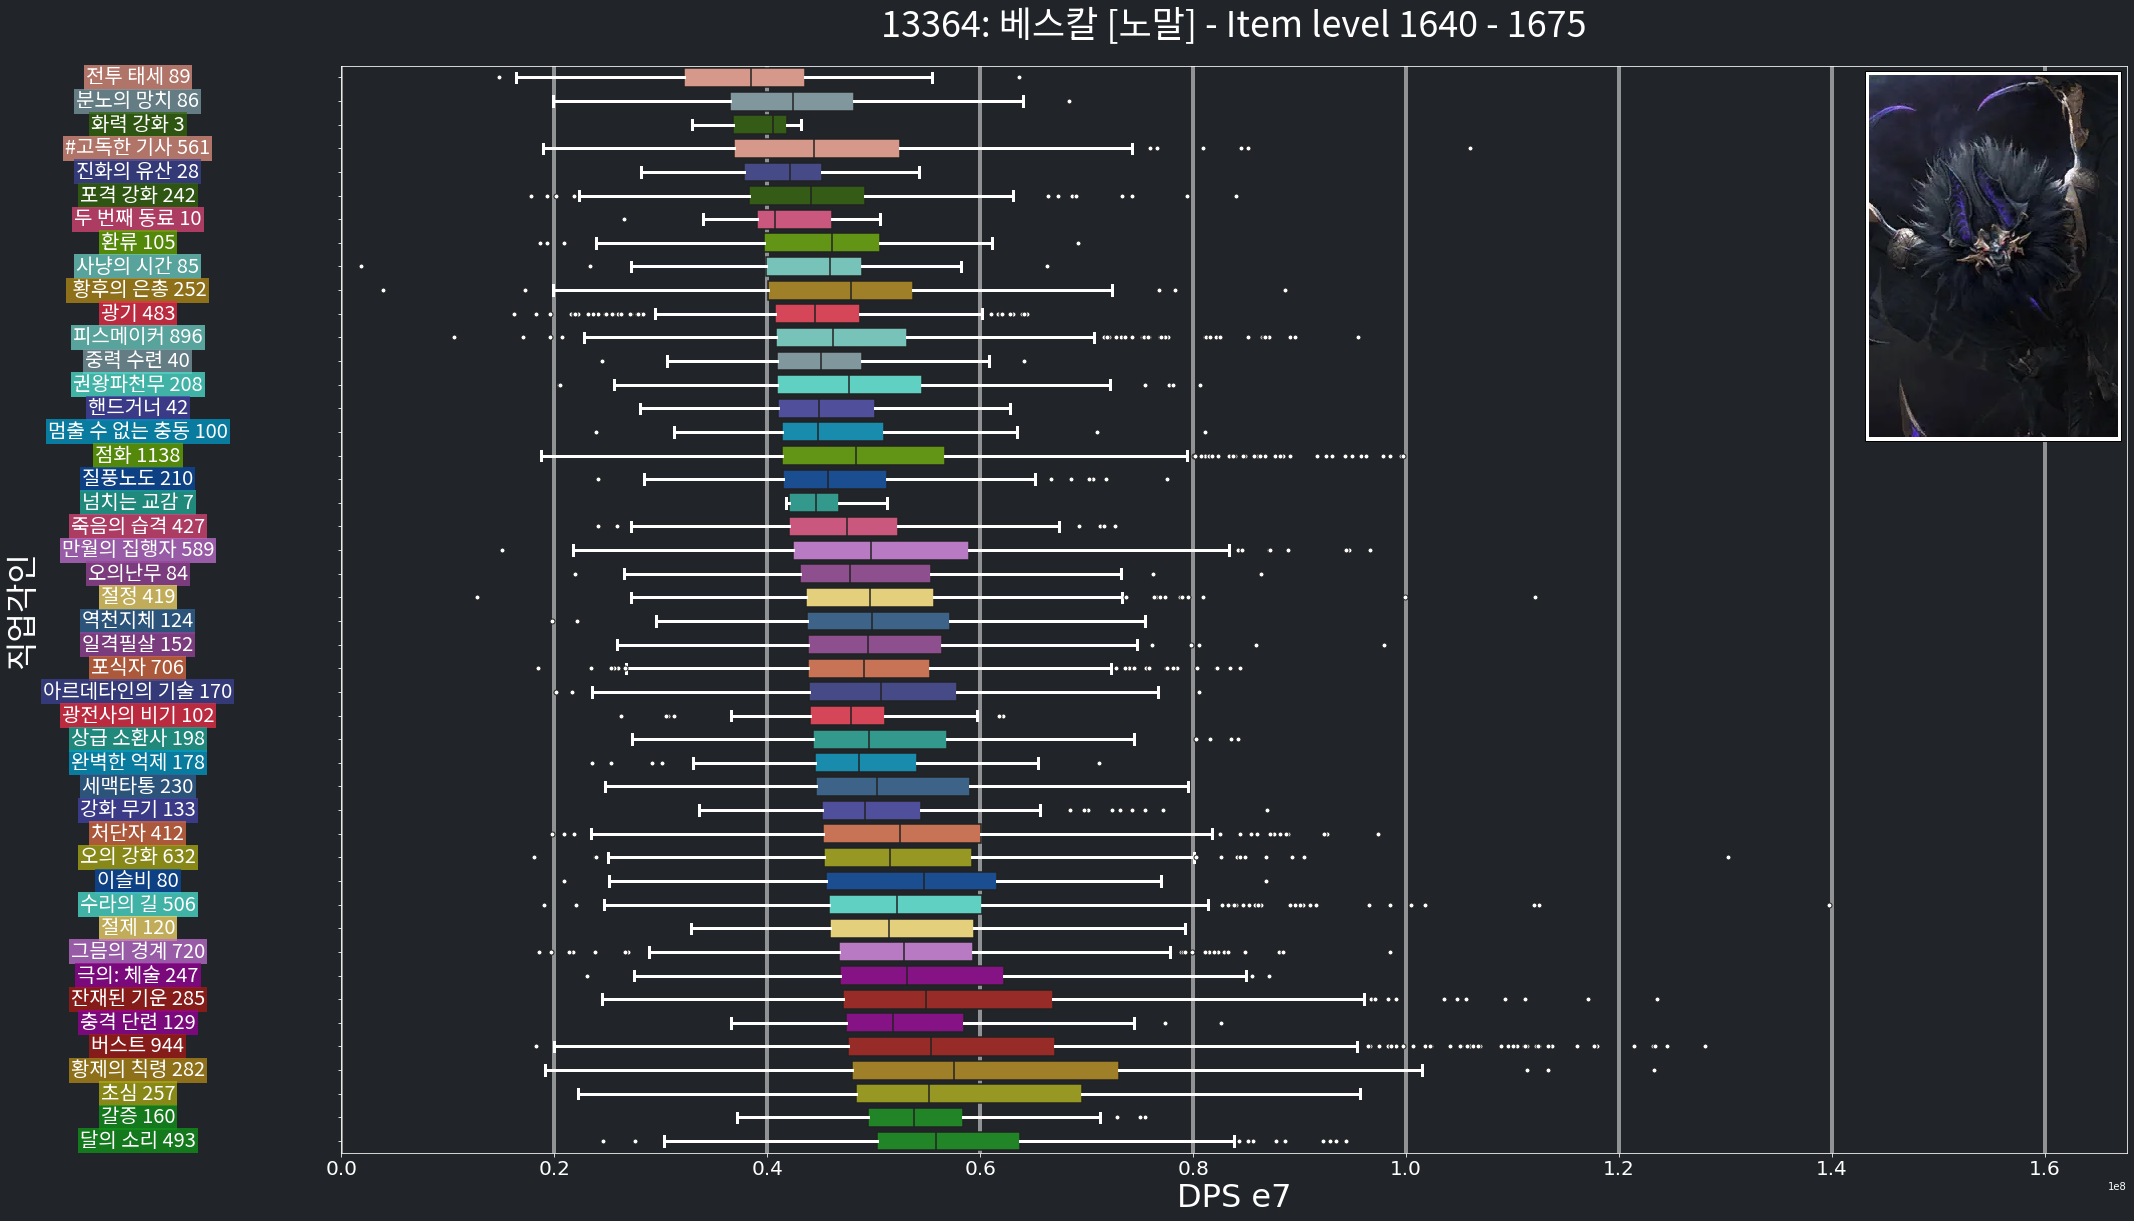 13364: 베스칼 [노말] - Item level 1640 - 1675
직업각인
전투 태세 89
분노의 망치 86
화력 강화 3
#고독한 기사 561
진화의 유산 28
포격 강화 242
두 번째 동료 10
환류 105
사냥의 시간 85
황후의 은총 252
광기 483
피스메이커 896
중력 수련 40
권왕파천무 208
핸드거너 42
멈출 수 없는 충동 100
점화 1138
질풍노도 210
넘치는 교감 7
죽음의 습격 427
만월의 집행자 589
오의난무 84
절정 419
역천지체 124
일격필살 152
포식자 706
아르데타인의 기술 170
광전사의 비기 102
상급 소환사 198
완벽한 억제 178
세맥타통 230
강화 무기 133
처단자 412
오의 강화 632
이슬비 80
수라의 길 506
절제 120
그믐의 경계 720
극의: 체술 247
잔재된 기운 285
충격 단련 129
버스트 944
황제의 칙령 282
초심 257
갈증 160
달의 소리 493
0.0 0.2 0.4 0.6 0.8 1.0 1.2 1.4 1.6
DPS e7
1e8